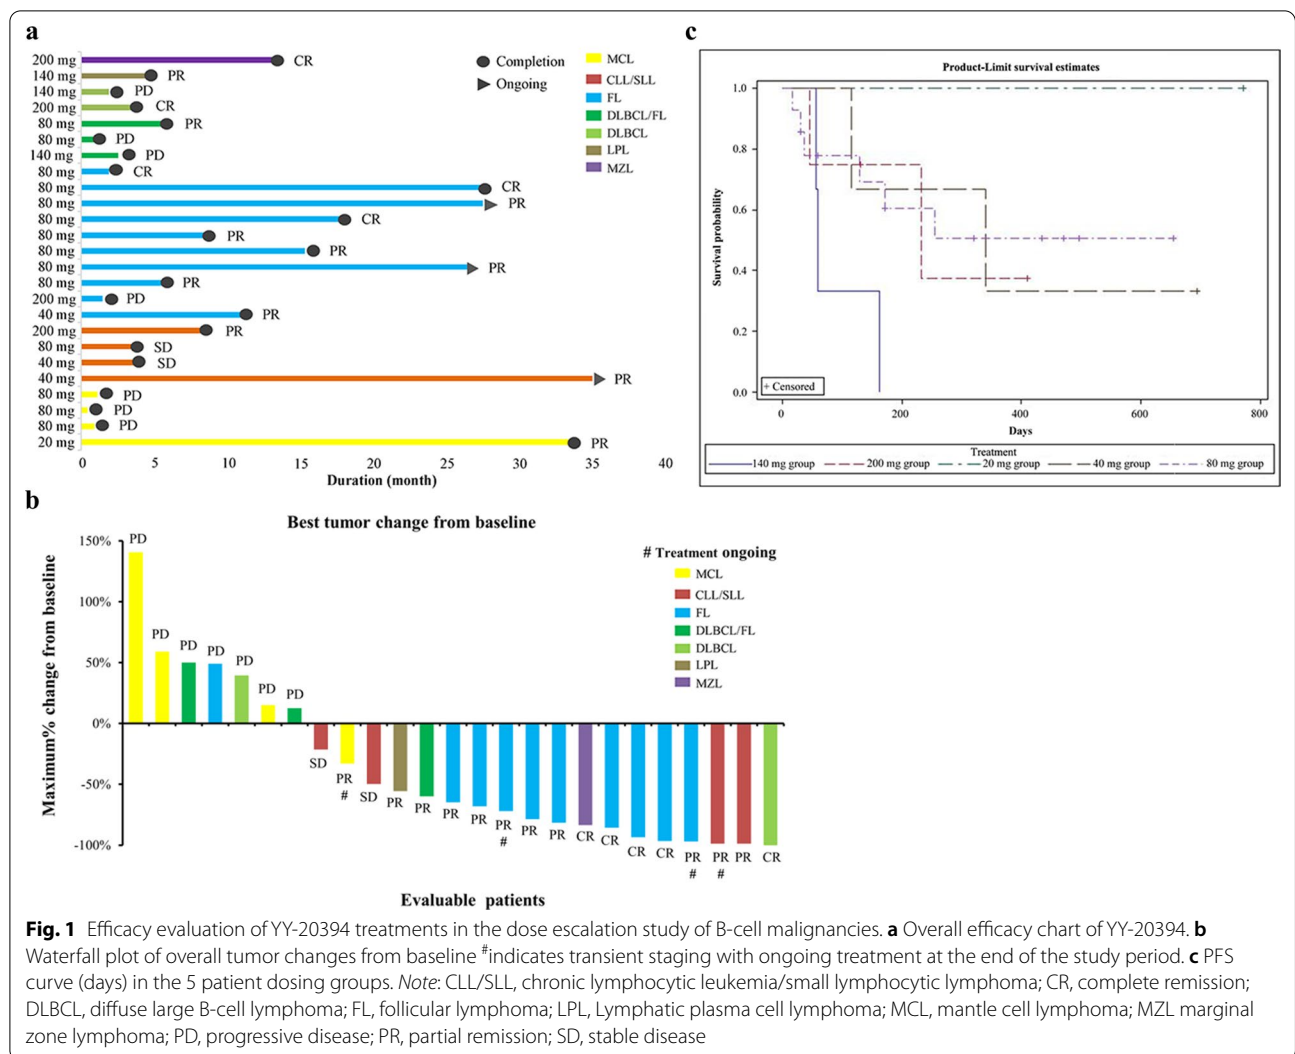 a
200 mg CR
140 mg PR
140 mg PD
200 mg CR
80 mg PR
80 mg PD
140 mg PD
80 mg CR
80 mg CR
80 mg PR
80 mg CR
80 mg PR
80 mg PR
80 mg PR
80 mg PR
200 mg PD
40 mg PR
200 mg PR
80 mg SD
40 mg SD
40 mg PR
80 mg PD
80 mg PD
80 mg PD
20 mg PR
0 5 10 15 20 25 30 35 40
Duration (month)
Completion
Ongoing
MCL
CLL/SLL
FL
DLBCL/FL
DLBCL
LPL
MZL
c
Product-Limit survival estimates
Survival probability
1.0
0.8
0.6
0.4
0.2
0.0
+ Censored
0 200 400 600 800
Days
Treatment
140 mg group 200 mg group 20 mg group 40 mg group 80 mg group
b
Best tumor change from baseline
Maximum% change from baseline
150%
100%
50%
0%
-50%
-100%
PD PD PD PD PD PD PD
SD PR # SD PR PR PR PR PR # PR PR CR CR CR CR PR # PR # PR CR
Evaluable patients
# Treatment ongoing
MCL
CLL/SLL
FL
DLBCL/FL
DLBCL
LPL
MZL
Fig. 1 Efficacy evaluation of YY-20394 treatments in the dose escalation study of B-cell malignancies. a Overall efficacy chart of YY-20394. b
Waterfall plot of overall tumor changes from baseline #indicates transient staging with ongoing treatment at the end of the study period. c PFS
curve (days) in the 5 patient dosing groups. Note: CLL/SLL, chronic lymphocytic leukemia/small lymphocytic lymphoma; CR, complete remission;
DLBCL, diffuse large B-cell lymphoma; FL, follicular lymphoma; LPL, Lymphatic plasma cell lymphoma; MCL, mantle cell lymphoma; MZL marginal
zone lymphoma; PD, progressive disease; PR, partial remission; SD, stable disease